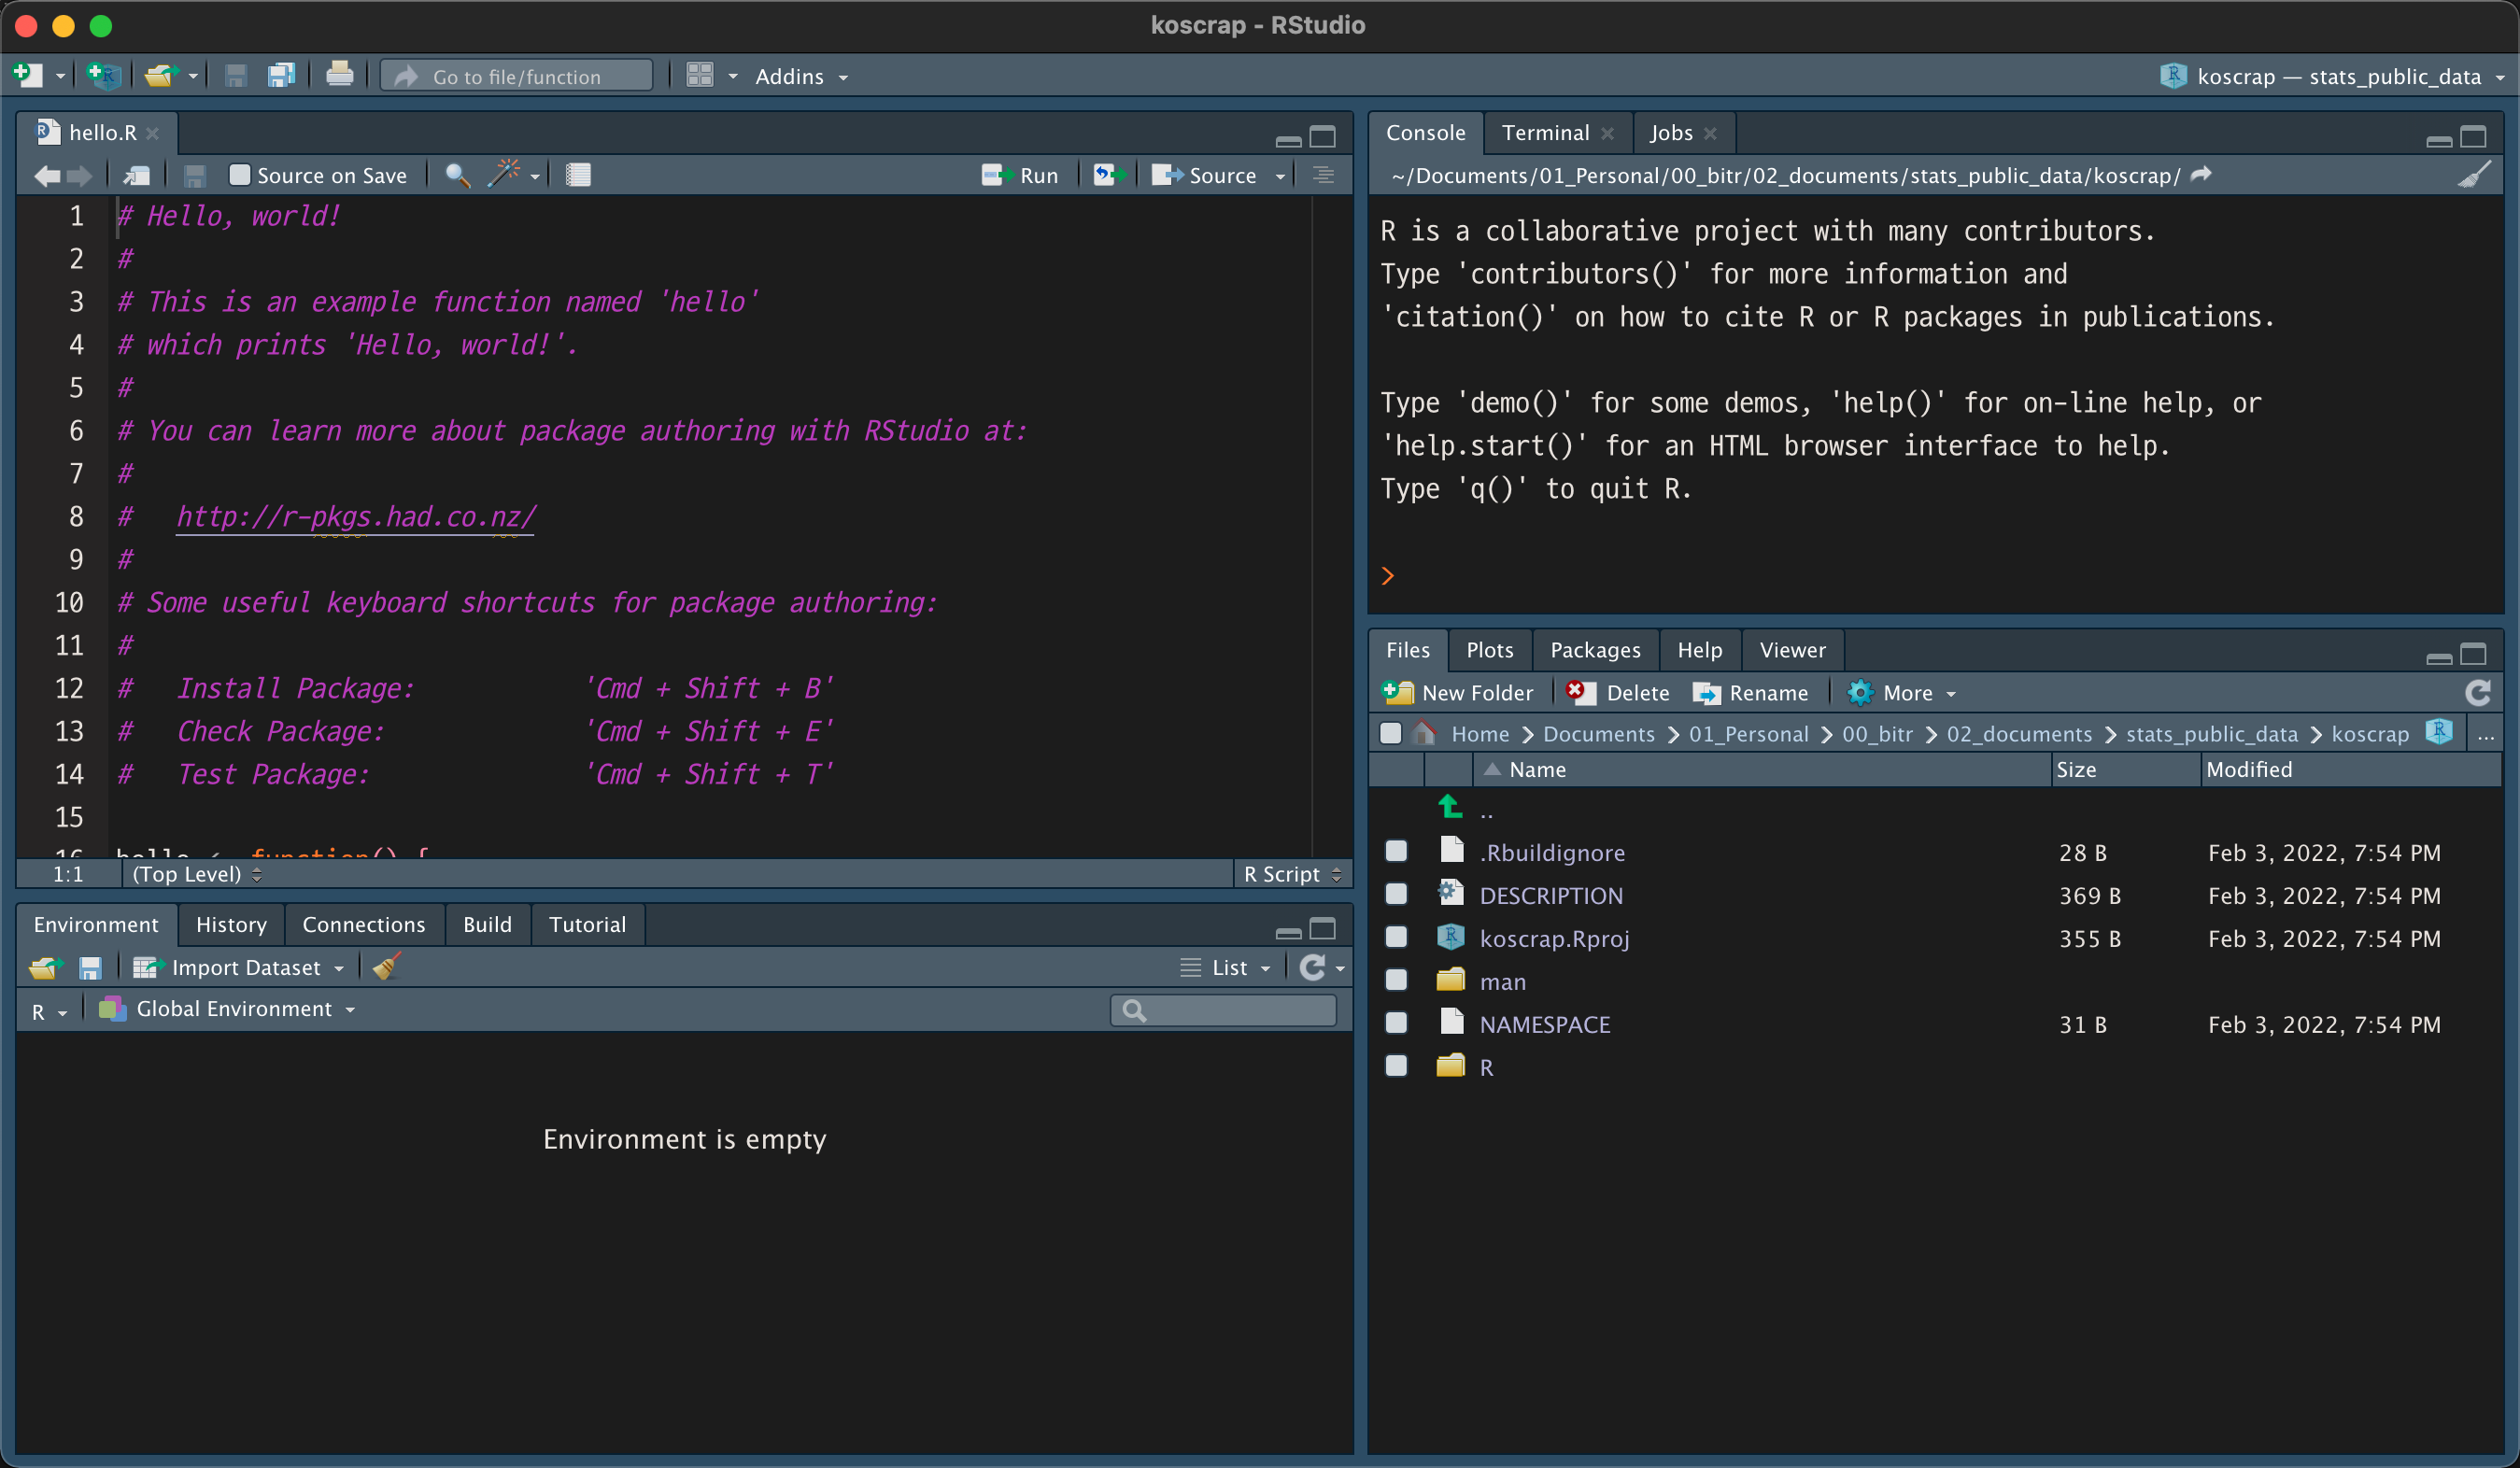 koscrap - RStudio
Go to file/function
Addins
koscrap — stats_public_data
hello.R
Source on Save
Run
Source
1 # Hello, world!
2 #
3 # This is an example function named 'hello'
4 # which prints 'Hello, world!'.
5 #
6 # You can learn more about package authoring with RStudio at:
7 #
8 #   http://r-pkgs.had.co.nz/
9 #
10 # Some useful keyboard shortcuts for package authoring:
11 #
12 #   Install Package:           'Cmd + Shift + B'
13 #   Check Package:             'Cmd + Shift + E'
14 #   Test Package:              'Cmd + Shift + T'
15
16 hello <- function() {
1:1 (Top Level) R Script
Environment History Connections Build Tutorial
Import Dataset List
R Global Environment
Environment is empty
Console Terminal Jobs
~/Documents/01_Personal/00_bitr/02_documents/stats_public_data/koscrap/
R is a collaborative project with many contributors.
Type 'contributors()' for more information and
'citation()' on how to cite R or R packages in publications.
Type 'demo()' for some demos, 'help()' for on-line help, or
'help.start()' for an HTML browser interface to help.
Type 'q()' to quit R.
>
Files Plots Packages Help Viewer
New Folder Delete Rename More
Home Documents 01_Personal 00_bitr 02_documents stats_public_data koscrap ...
Name Size Modified
..
.Rbuildignore 28 B Feb 3, 2022, 7:54 PM
DESCRIPTION 369 B Feb 3, 2022, 7:54 PM
koscrap.Rproj 355 B Feb 3, 2022, 7:54 PM
man
NAMESPACE 31 B Feb 3, 2022, 7:54 PM
R